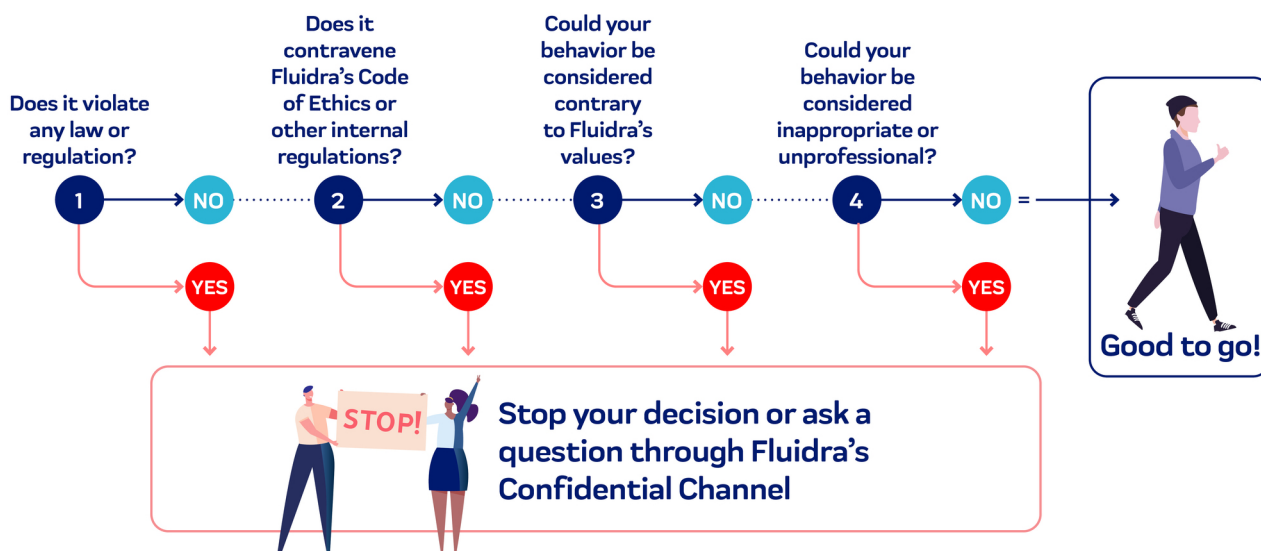 Does it violate
any law or
regulation?
1
NO
YES
Does it
contravene
Fluidra's Code
of Ethics or
other internal
regulations?
2
NO
YES
Could your
behavior be
considered
contrary
to Fluidra's
values?
3
NO
YES
Could your
behavior be
considered
inappropriate or
unprofessional?
4
NO =
YES
Good to go!
STOP!
Stop your decision or ask a
question through Fluidra's
Confidential Channel